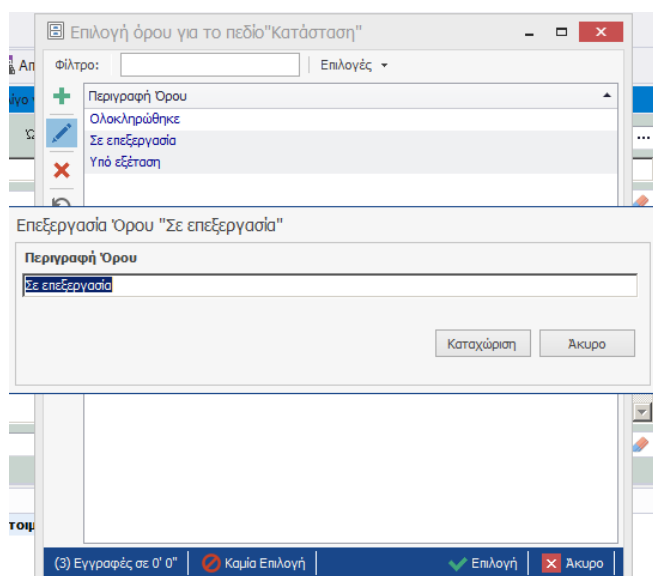 Επιλογή όρου για το πεδίο"Κατάσταση"
Φίλτρο:
Επιλογές
Περιγραφή Όρου
Ολοκληρώθηκε
Σε επεξεργασία
Υπό εξέταση
Επεξεργασία Όρου "Σε επεξεργασία"
Περιγραφή Όρου
Σε επεξεργασία
Καταχώριση
Άκυρο
(3) Εγγραφές σε 0' 0"
Καμία Επιλογή
Επιλογή
Άκυρο